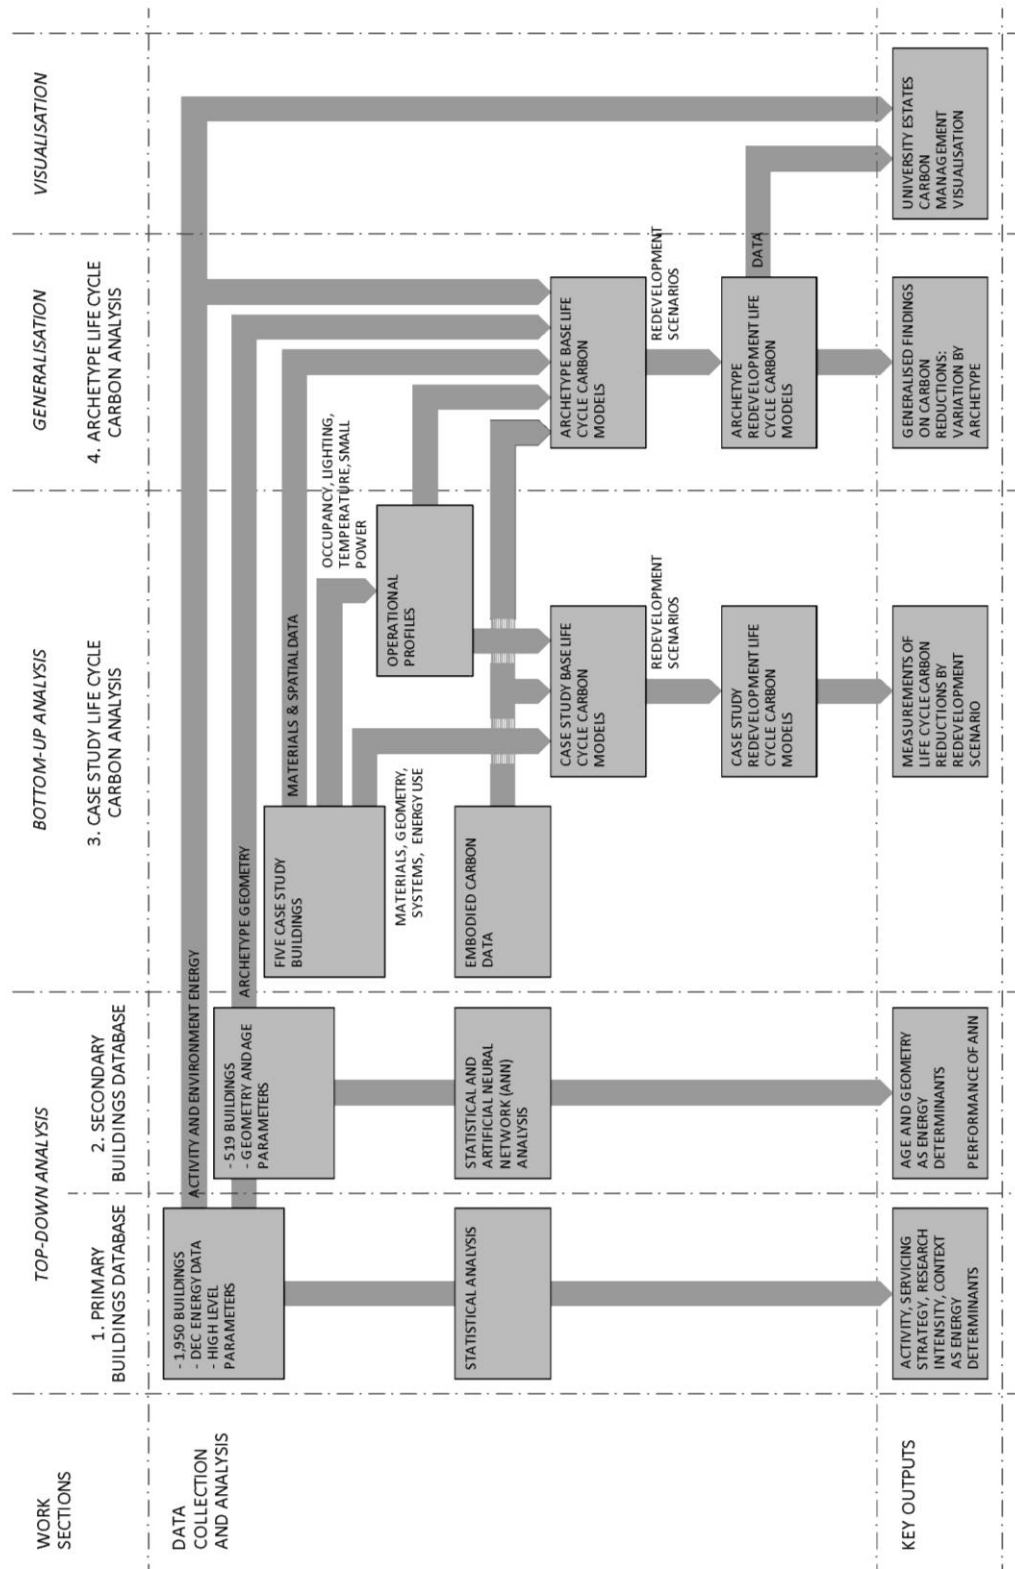 WORK
SECTIONS
TOP-DOWN ANALYSIS
1. PRIMARY
BUILDINGS DATABASE
2. SECONDARY
BUILDINGS DATABASE
BOTTOM-UP ANALYSIS
3. CASE STUDY LIFE CYCLE
CARBON ANALYSIS
GENERALISATION
4. ARCHETYPE LIFE CYCLE
CARBON ANALYSIS
VISUALISATION
DATA
COLLECTION
AND ANALYSIS
- 1,950 BUILDINGS
- DEC ENERGY DATA
- HIGH LEVEL
PARAMETERS
ACTIVITY AND ENVIRONMENT ENERGY
- 519 BUILDINGS
- GEOMETRY AND AGE
PARAMETERS
ARCHETYPE GEOMETRY
FIVE CASE STUDY
BUILDINGS
MATERIALS & SPATIAL DATA
OCCUPANCY, LIGHTING,
TEMPERATURE, SMALL
POWER
MATERIALS, GEOMETRY,
SYSTEMS, ENERGY USE
OPERATIONAL
PROFILES
STATISTICAL ANALYSIS
STATISTICAL AND
ARTIFICIAL NEURAL
NETWORK (ANN)
ANALYSIS
EMBODIED CARBON
DATA
CASE STUDY BASE LIFE
CYCLE CARBON
MODELS
ARCHETYPE BASE LIFE
CYCLE CARBON
MODELS
REDEVELOPMENT
SCENARIOS
REDEVELOPMENT
SCENARIOS
CASE STUDY
REDEVELOPMENT LIFE
CYCLE CARBON
MODELS
ARCHETYPE
REDEVELOPMENT LIFE
CYCLE CARBON
MODELS
DATA
KEY OUTPUTS
ACTIVITY, SERVICING
STRATEGY, RESEARCH
INTENSITY, CONTEXT
AS ENERGY
DETERMINANTS
AGE AND GEOMETRY
AS ENERGY
DETERMINANTS
PERFORMANCE OF ANN
MEASUREMENTS OF
LIFE CYCLE CARBON
REDUCTIONS BY
REDEVELOPMENT
SCENARIO
GENERALISED FINDINGS
ON CARBON
REDUCTIONS:
VARIATION BY
ARCHETYPE
UNIVERSITY ESTATES
CARBON
MANAGEMENT
VISUALISATION